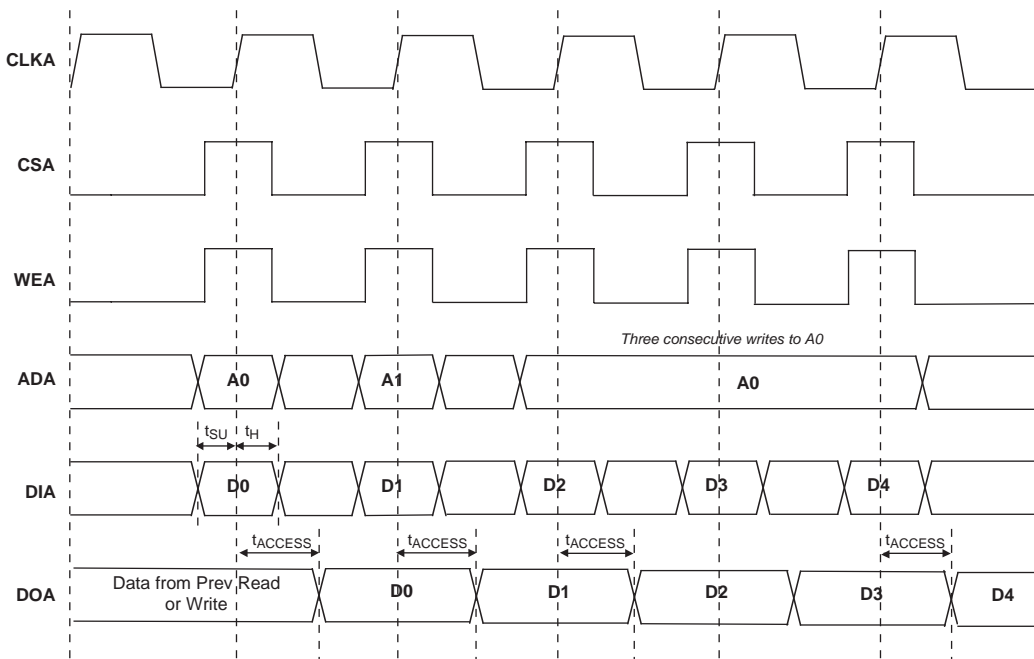 CLKA
CSA
WEA
Three consecutive writes to A0
ADA
A0
A1
A0
tSU
tH
DIA
D0
D1
D2
D3
D4
tACCESS
tACCESS
tACCESS
tACCESS
DOA
Data from Prev Read
or Write
D0
D1
D2
D3
D4